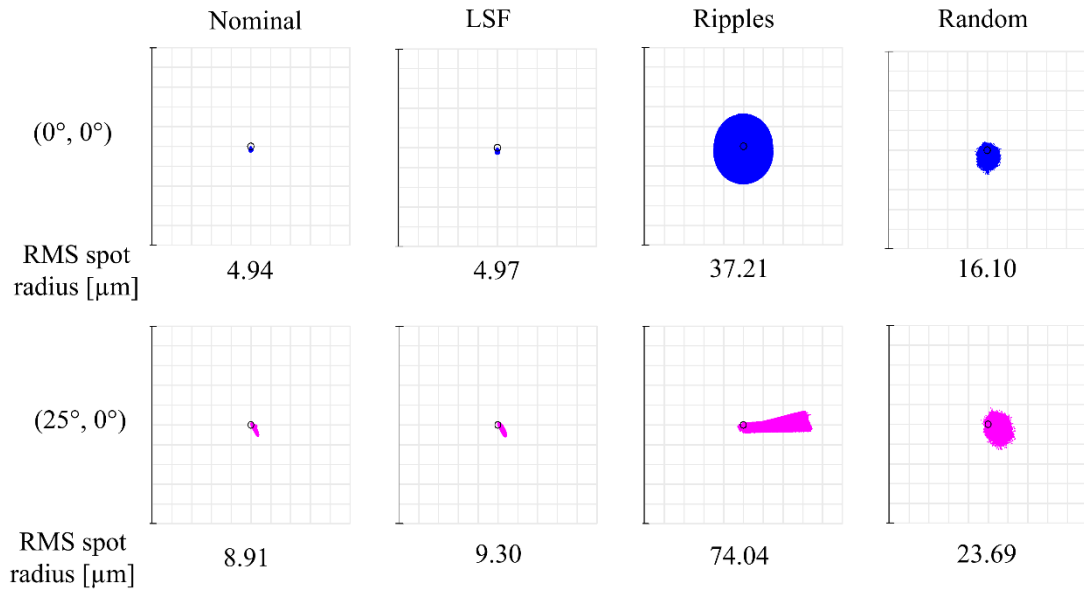 Nominal LSF Ripples Random
(0°, 0°)
RMS spot
radius [µm]
4.94 4.97 37.21 16.10
(25°, 0°)
RMS spot
radius [µm]
8.91 9.30 74.04 23.69